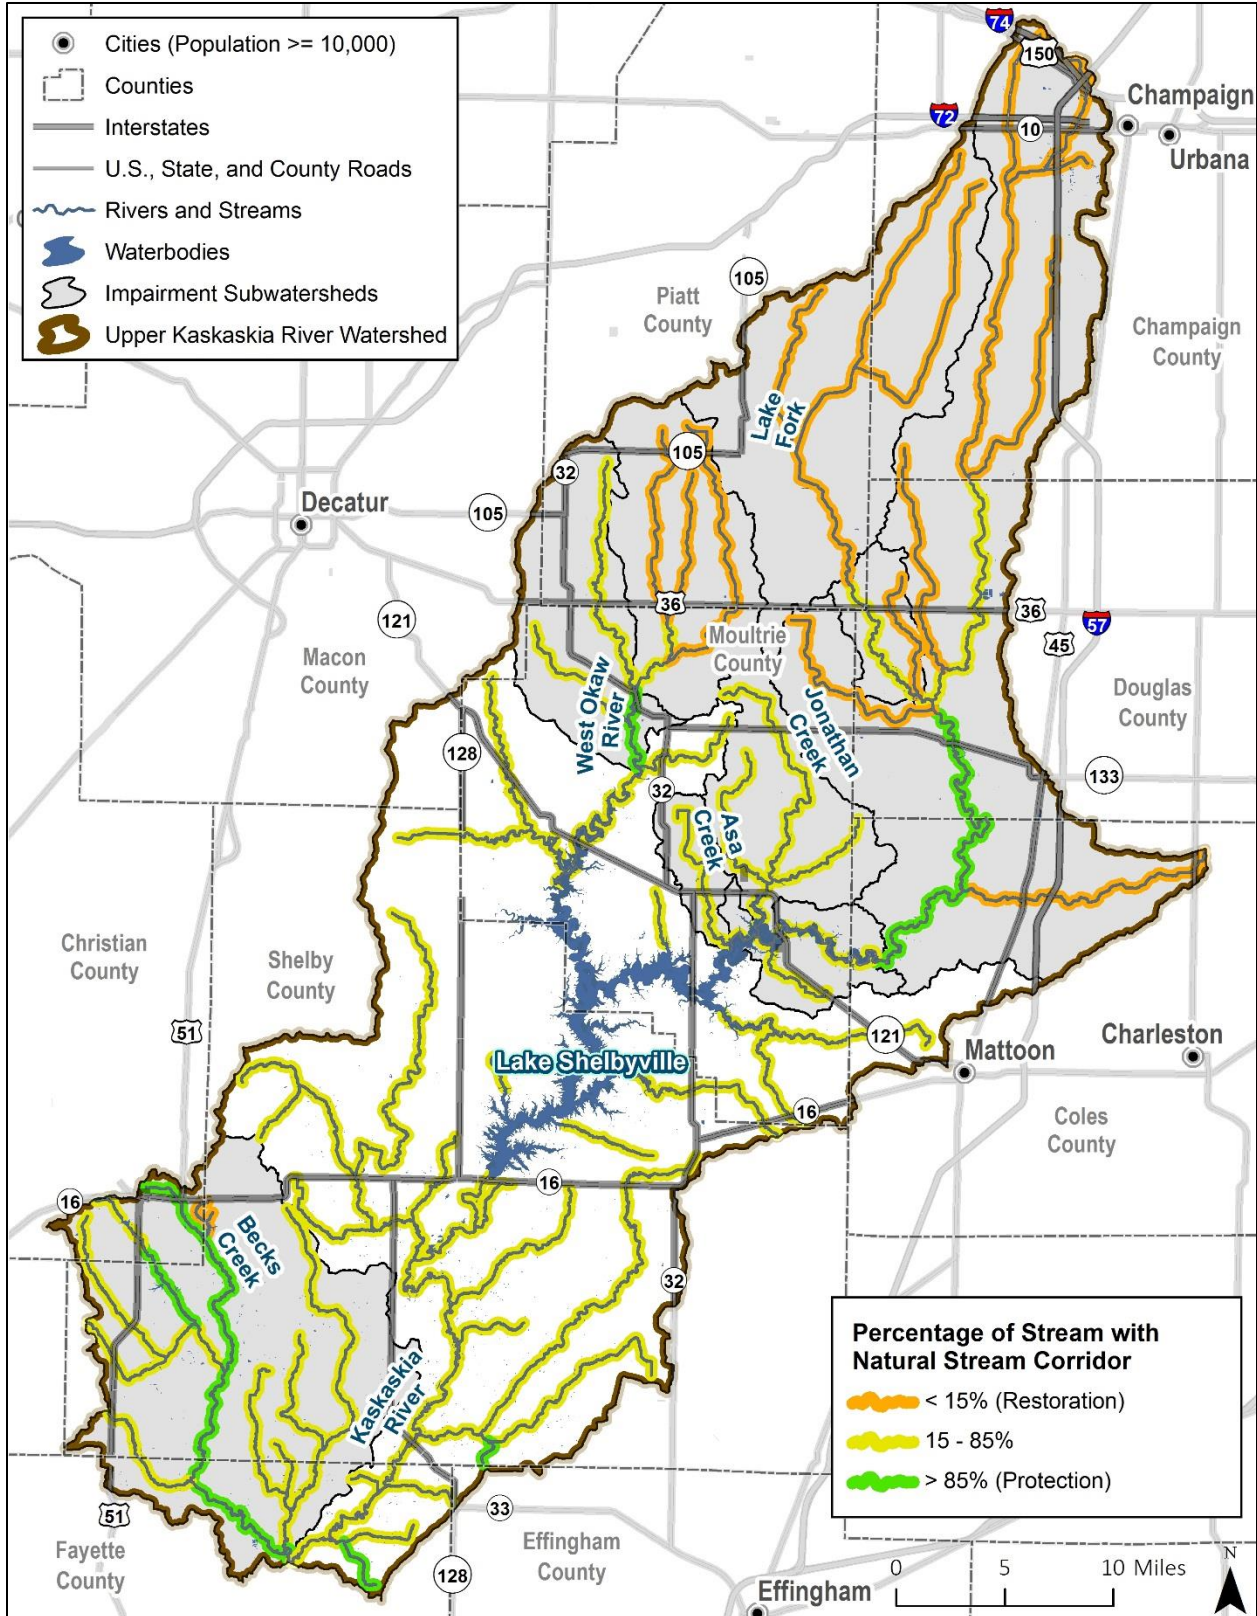 Cities (Population >= 10,000)
Counties
Interstates
U.S., State, and County Roads
Rivers and Streams
Waterbodies
Impairment Subwatersheds
Upper Kaskaskia River Watershed
74
150
Champaign
72
10
Urbana
105
Piatt
County
Champaign
County
Lake
Fork
105
32
Decatur
105
36
36
57
121
45
Moultrie
County
Macon
County
Douglas
County
West Okaw
River
Jonathan
Creek
128
133
32
Asa
Creek
Christian
County
Shelby
County
51
121
Charleston
Mattoon
Lake Shelbyville
16
Coles
County
16
16
Becks
Creek
32
Kaskaskia
River
Percentage of Stream with
Natural Stream Corridor
< 15% (Restoration)
15 - 85%
> 85% (Protection)
51
33
Fayette
County
Effingham
County
128
Effingham
0 5 10 Miles
N